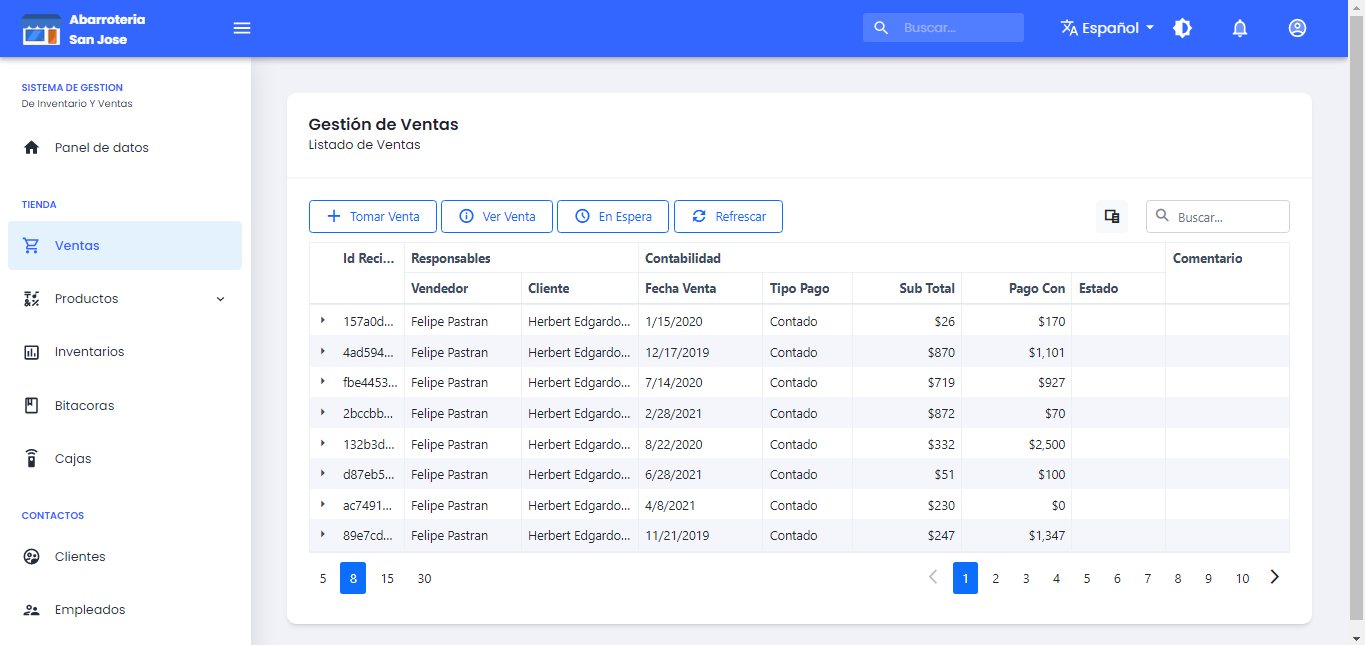 Abarroteria
San Jose
Buscar...
Español
SISTEMA DE GESTION
De Inventario Y Ventas
Panel de datos
TIENDA
Ventas
Productos
Inventarios
Bitacoras
Cajas
CONTACTOS
Clientes
Empleados
Gestión de Ventas
Listado de Ventas
Tomar Venta Ver Venta En Espera Refrescar Buscar...
Id Reci... Responsables Contabilidad Comentario
Vendedor Cliente Fecha Venta Tipo Pago Sub Total Pago Con Estado
157a0d... Felipe Pastran Herbert Edgardo... 1/15/2020 Contado $26 $170
4ad594... Felipe Pastran Herbert Edgardo... 12/17/2019 Contado $870 $1,101
fbe4453... Felipe Pastran Herbert Edgardo... 7/14/2020 Contado $719 $927
2bccbb... Felipe Pastran Herbert Edgardo... 2/28/2021 Contado $872 $70
132b3d... Felipe Pastran Herbert Edgardo... 8/22/2020 Contado $332 $2,500
d87eb5... Felipe Pastran Herbert Edgardo... 6/28/2021 Contado $51 $100
ac7491... Felipe Pastran Herbert Edgardo... 4/8/2021 Contado $230 $0
89e7cd... Felipe Pastran Herbert Edgardo... 11/21/2019 Contado $247 $1,347
5 8 15 30 1 2 3 4 5 6 7 8 9 10